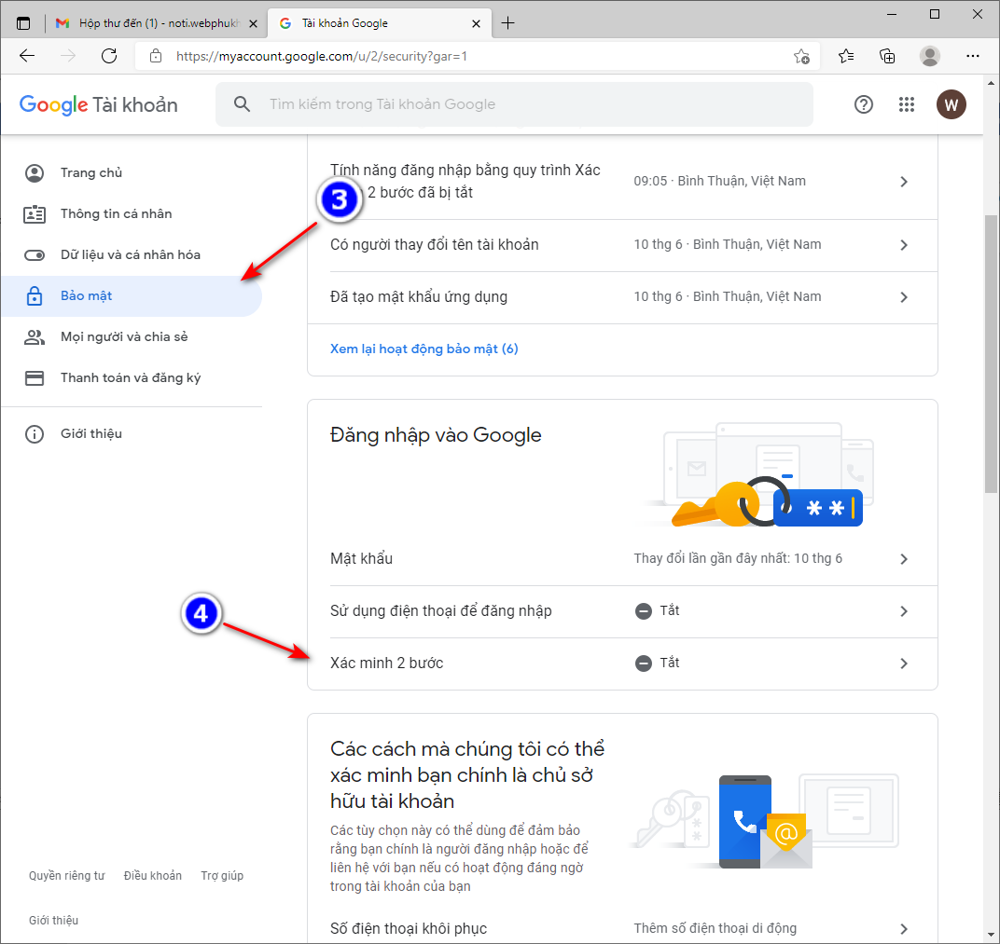 Hộp thư đến (1) - noti.webphukh
Tài khoản Google
https://myaccount.google.com/u/2/security?gar=1
Google Tài khoản
Tìm kiếm trong Tài khoản Google
W
Trang chủ
Thông tin cá nhân
Dữ liệu và cá nhân hóa
Bảo mật
Mọi người và chia sẻ
Thanh toán và đăng ký
Giới thiệu
3
Tính năng đăng nhập bằng quy trình Xác
2 bước đã bị tắt
09:05 · Bình Thuận, Việt Nam
Có người thay đổi tên tài khoản
10 thg 6 · Bình Thuận, Việt Nam
Đã tạo mật khẩu ứng dụng
10 thg 6 · Bình Thuận, Việt Nam
Xem lại hoạt động bảo mật (6)
Đăng nhập vào Google
Mật khẩu
Thay đổi lần gần đây nhất: 10 thg 6
Sử dụng điện thoại để đăng nhập
Tắt
4
Xác minh 2 bước
Tắt
Các cách mà chúng tôi có thể
xác minh bạn chính là chủ sở
hữu tài khoản
Các tùy chọn này có thể dùng để đảm bảo
rằng bạn chính là người đăng nhập hoặc để
liên hệ với bạn nếu có hoạt động đáng ngờ
trong tài khoản của bạn
Số điện thoại khôi phục
Thêm số điện thoại di động
Quyền riêng tư
Điều khoản
Trợ giúp
Giới thiệu